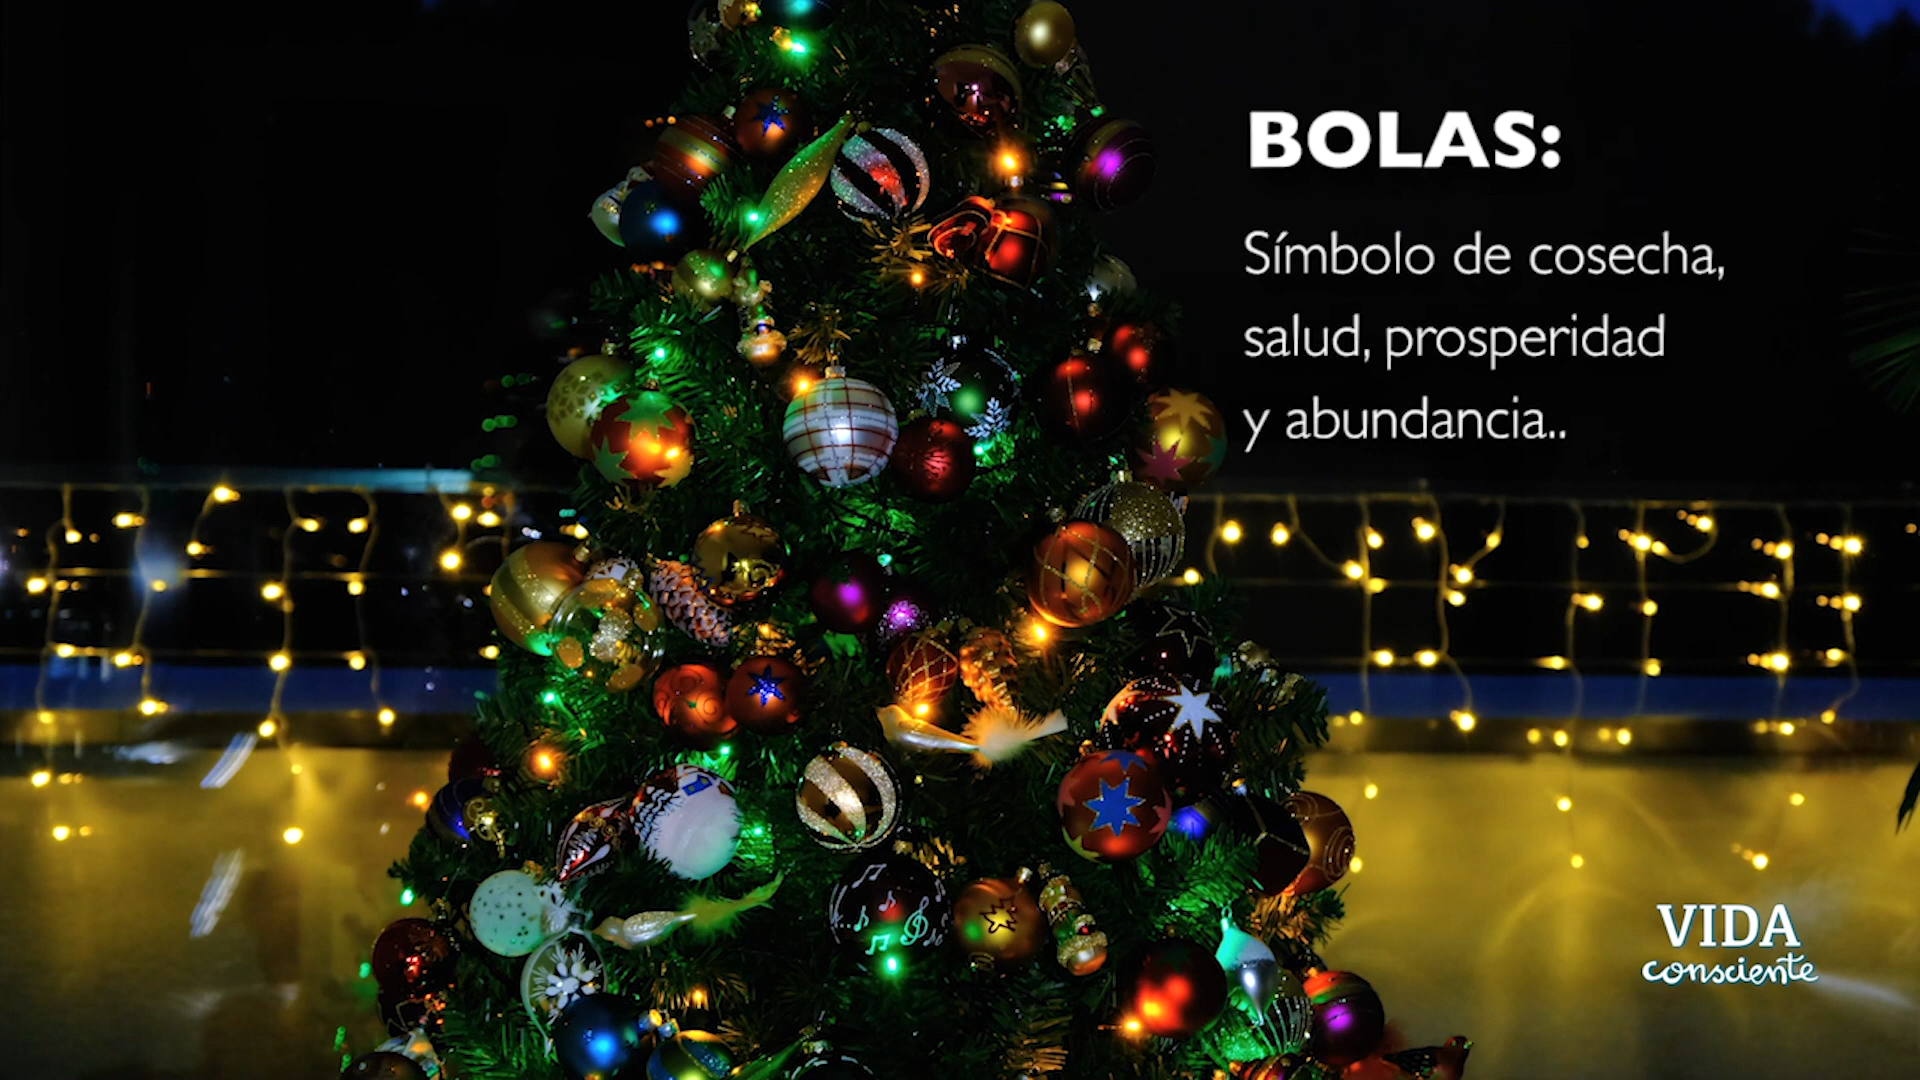 BOLAS:
Símbolo de cosecha,
salud, prosperidad
y abundancia..
VIDA
consciente